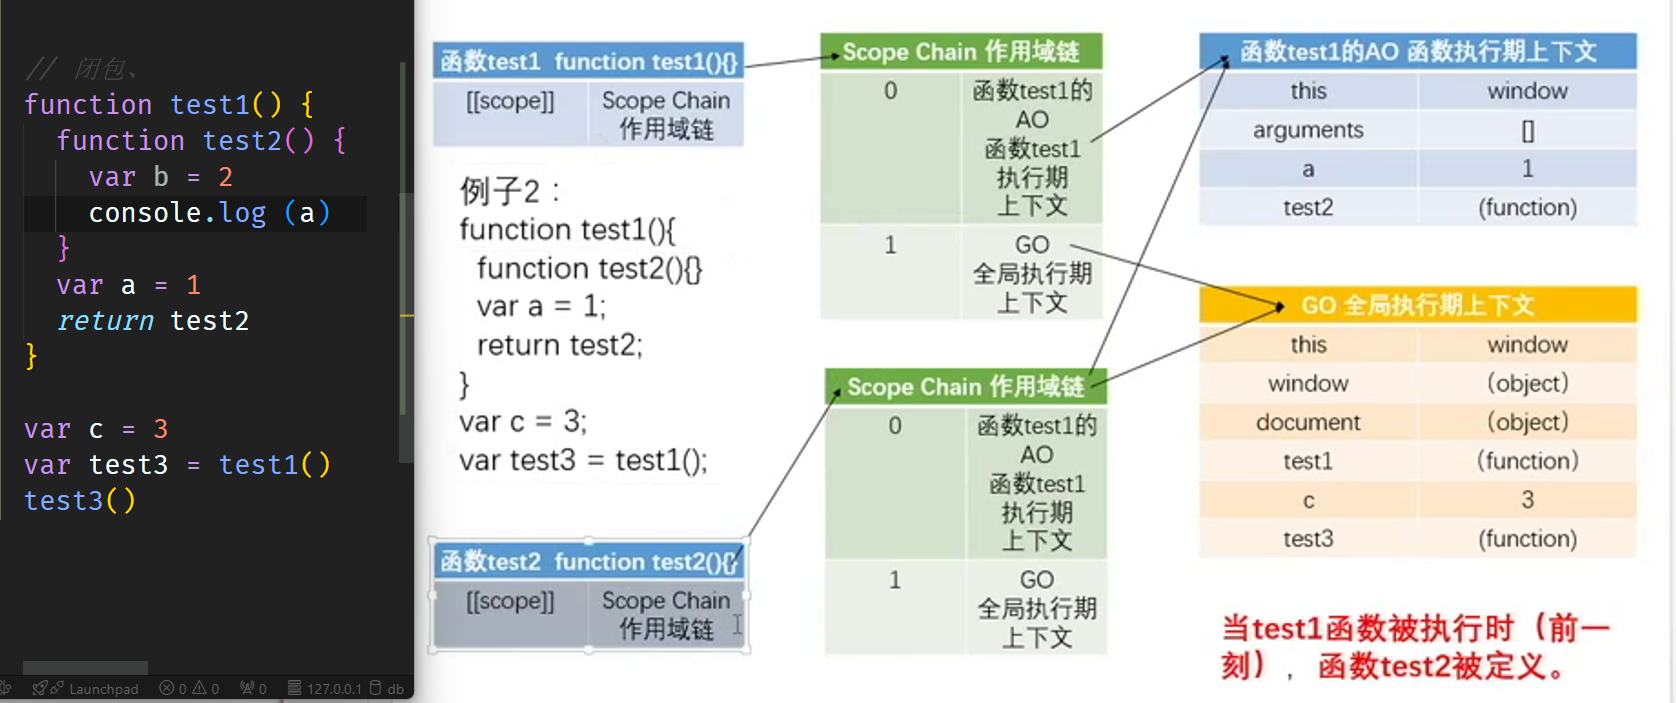 // 闭包、
function test1() {
function test2() {
var b = 2
console.log (a)
}
var a = 1
return test2
}
var c = 3
var test3 = test1()
test3()
Launchpad 0 0 0 127.0.0.1 db
函数test1 function test1(){}
[[scope]] Scope Chain
作用域链
例子2：
function test1(){
function test2(){}
var a = 1;
return test2;
}
var c = 3;
var test3 = test1();
函数test2 function test2(){}
[[scope]] Scope Chain
作用域链
Scope Chain 作用域链
0 函数test1的
AO
函数test1
执行期
上下文
1 GO
全局执行期
上下文
Scope Chain 作用域链
0 函数test1的
AO
函数test1
执行期
上下文
1 GO
全局执行期
上下文
函数test1的AO 函数执行期上下文
this window
arguments []
a 1
test2 (function)
GO 全局执行期上下文
this window
window （object）
document （object）
test1 （function）
c 3
test3 (function)
当test1函数被执行时（前一
刻），函数test2被定义。